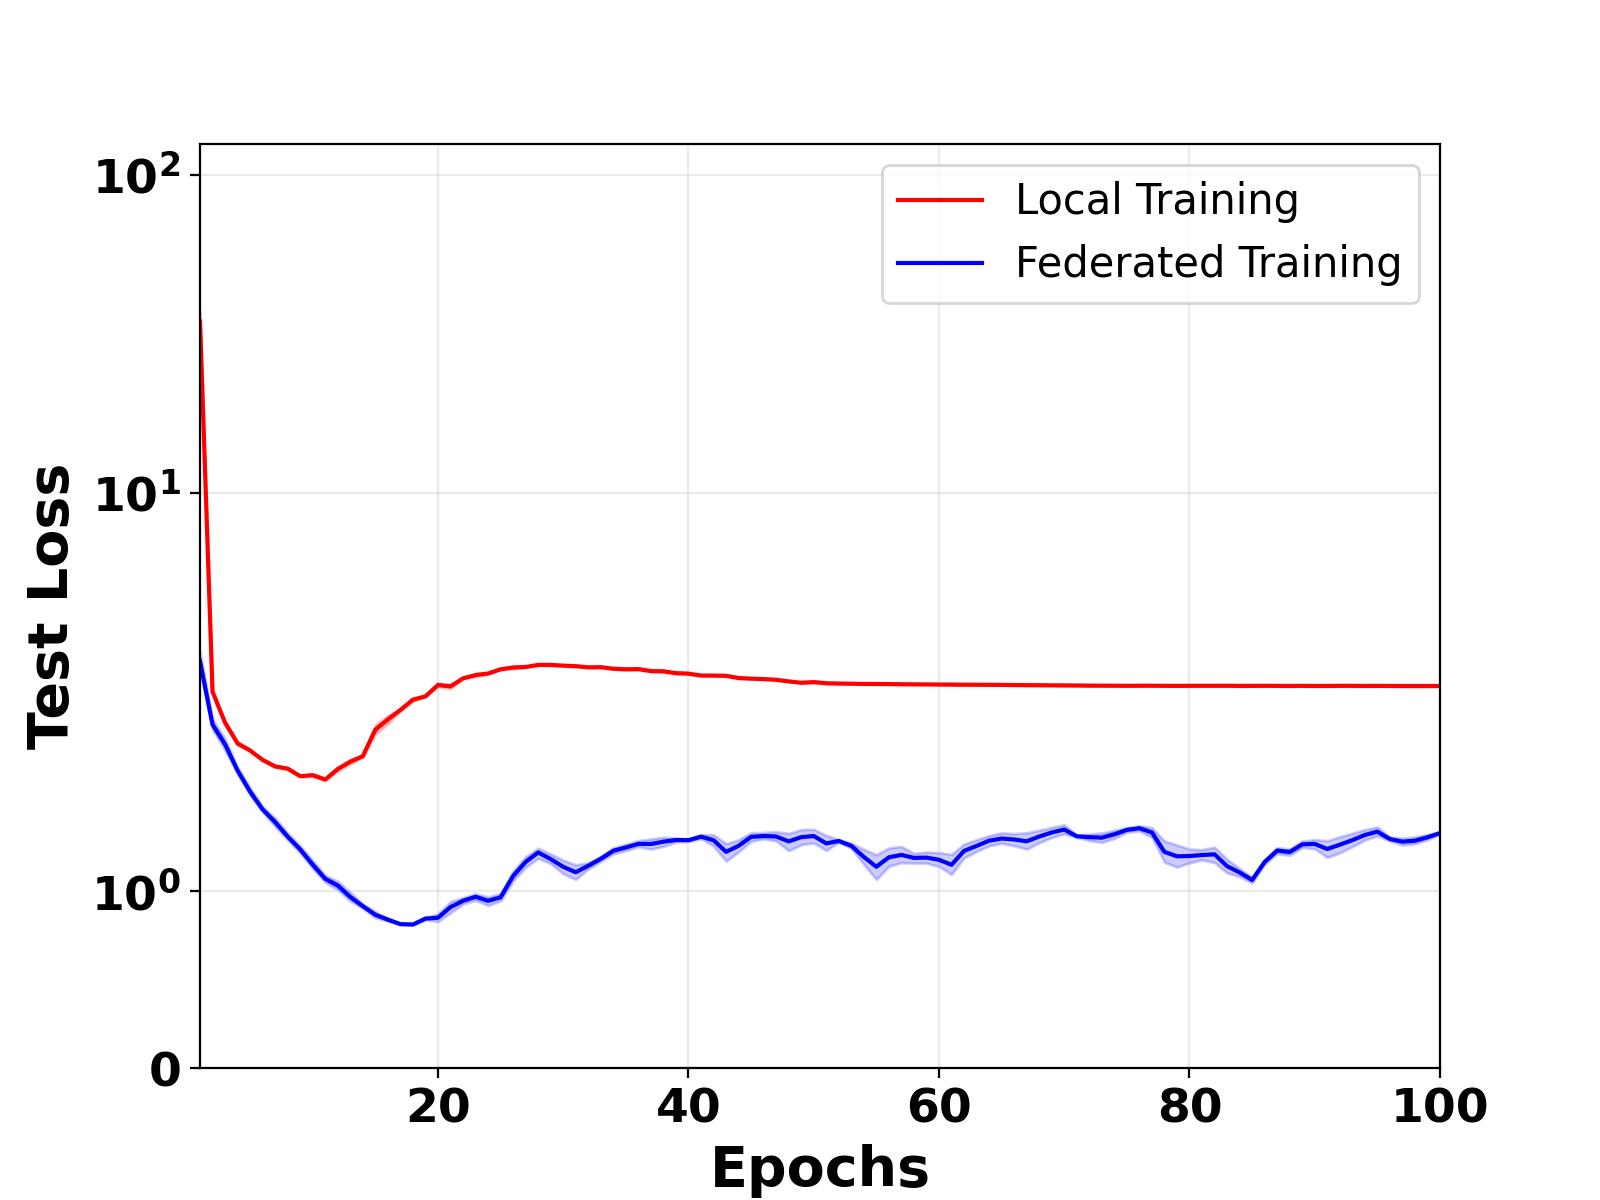 Local Training
Federated Training
10²
10¹
10⁰
0
20 40 60 80 100
Test Loss
Epochs